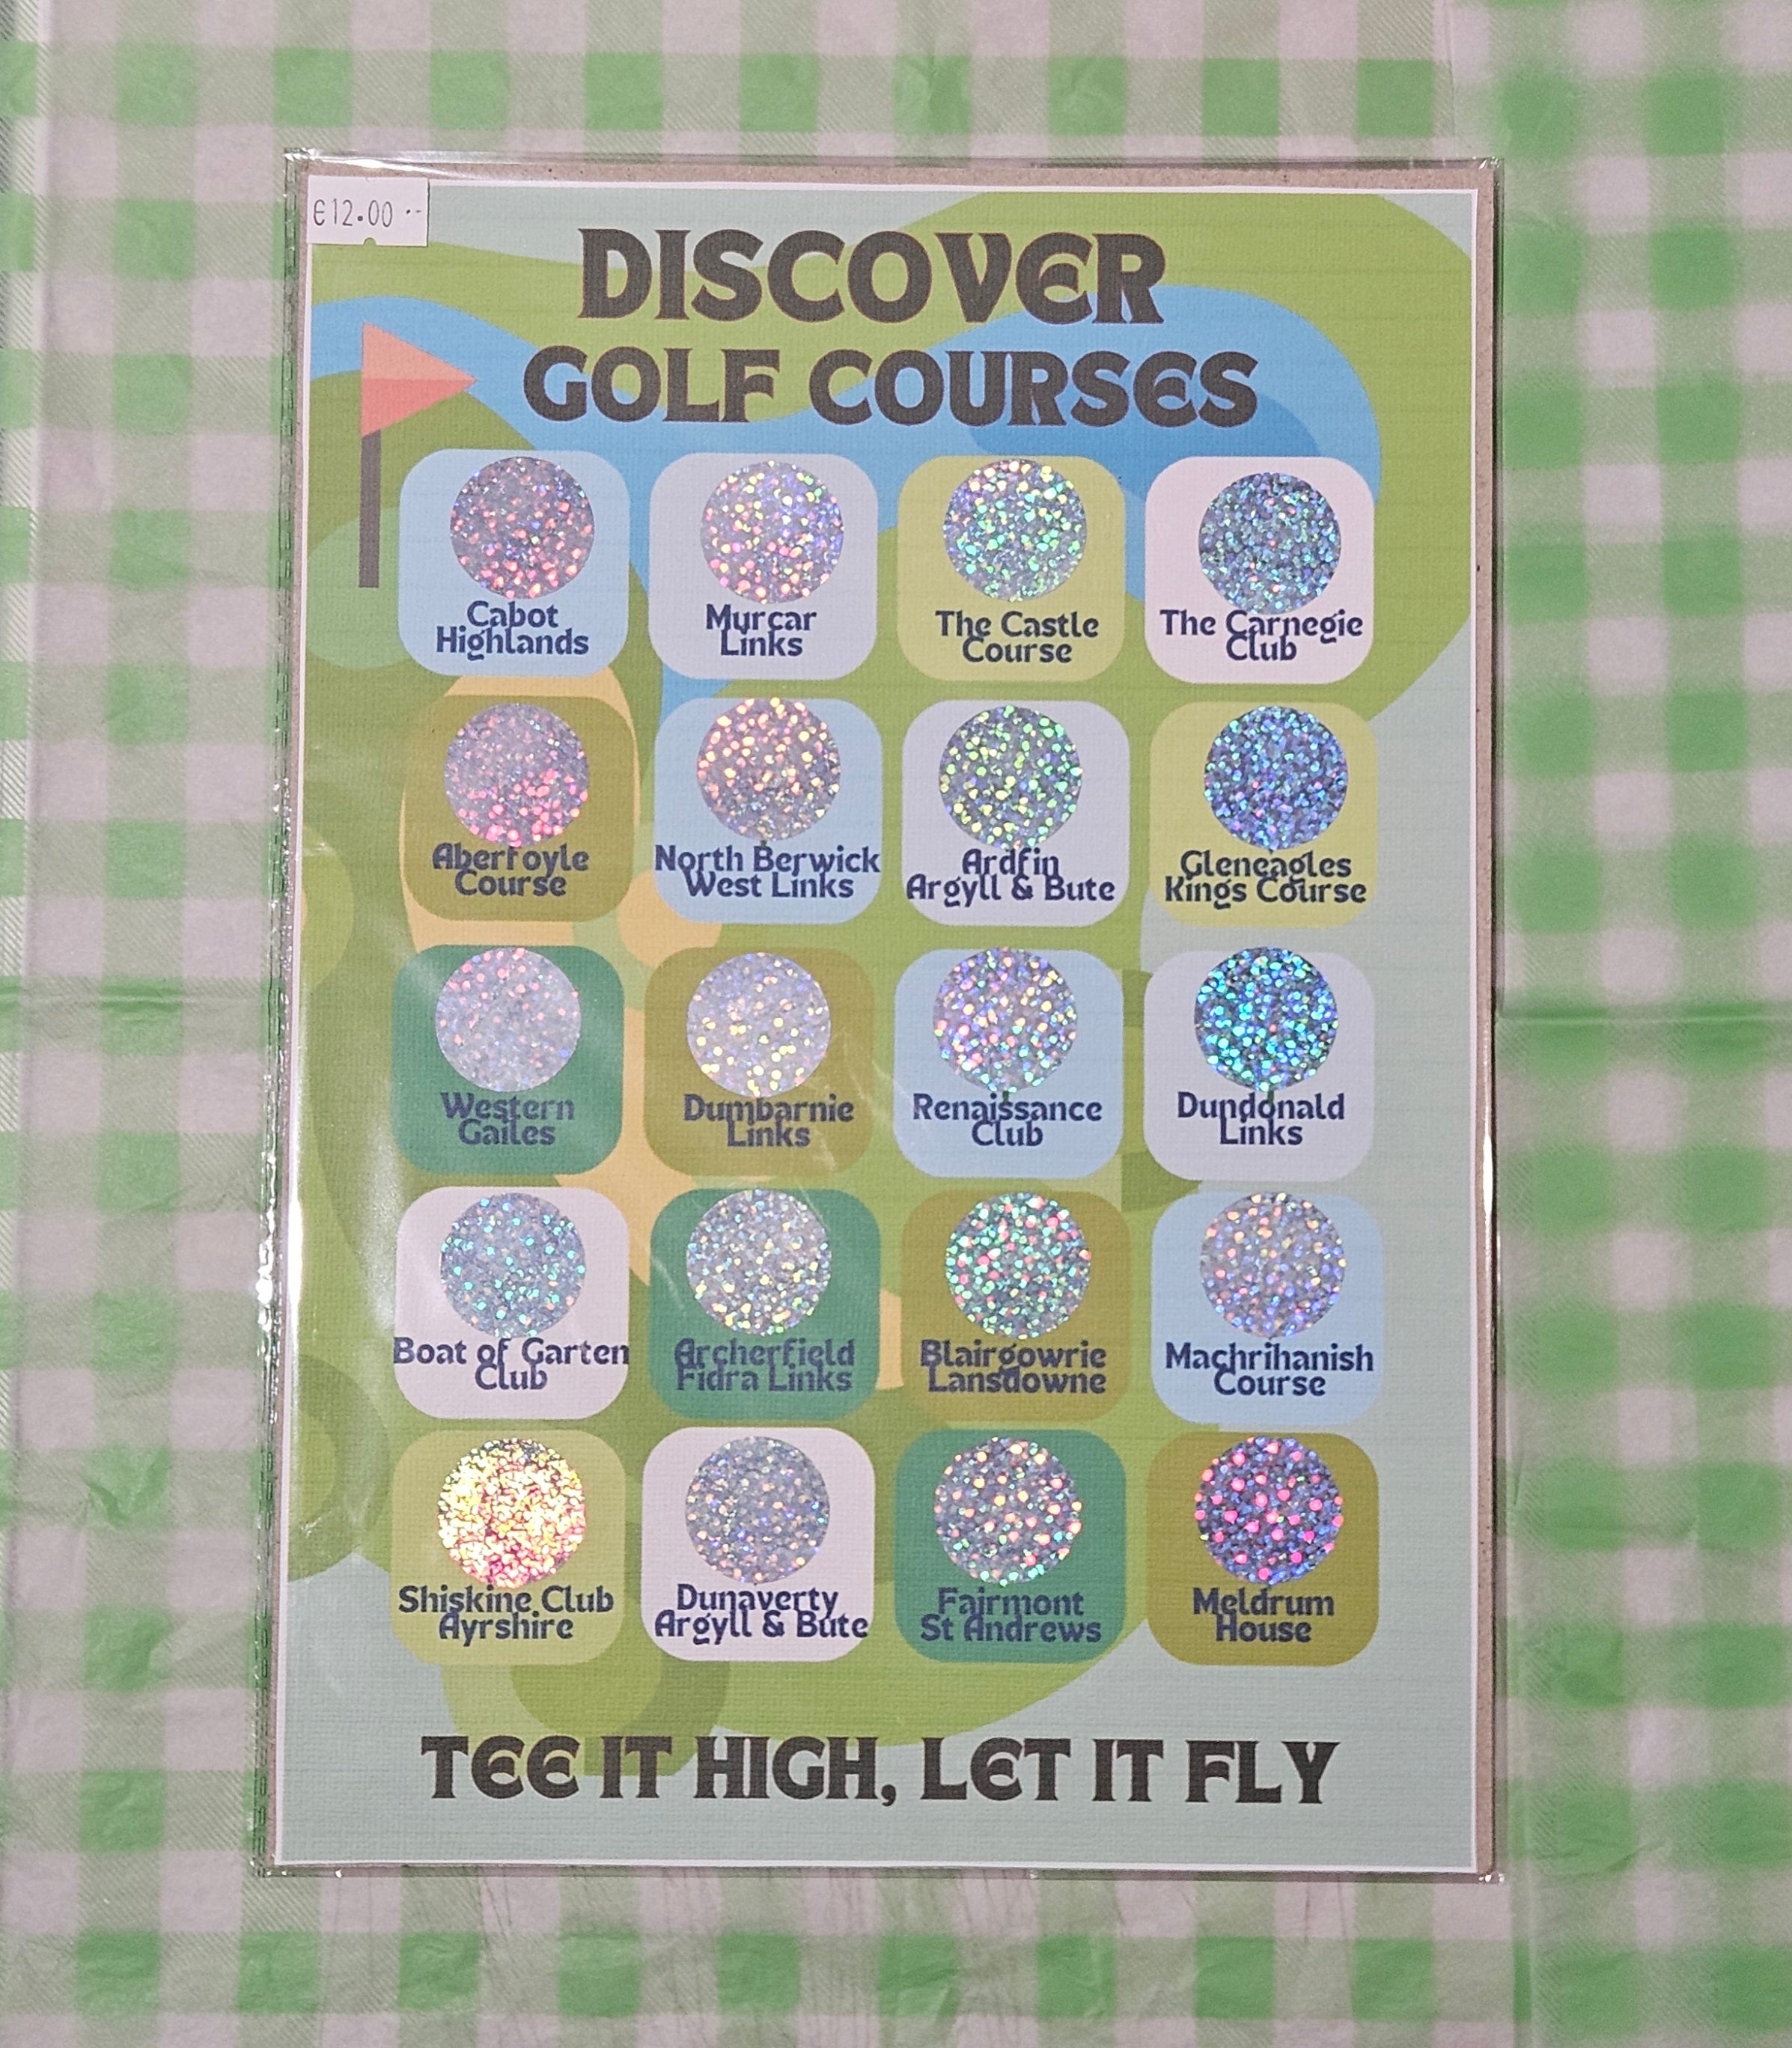 €12.00
DISCOVER
GOLF COURSES
Cabot
Highlands
Murcar
Links
The Castle
Course
The Carnegie
Club
Aberfoyle
Course
North Berwick
West Links
Ardfin
Argyll & Bute
Gleneagles
Kings Course
Western
Gailes
Dumbarnie
Links
Renaissance
Club
Dundonald
Links
Boat of Garten
Club
Archerfield
Fidra Links
Blairgowrie
Lansdowne
Machrihanish
Course
Shiskine Club
Ayrshire
Dunaverty
Argyll & Bute
Fairmont
St Andrews
Meldrum
House
TEE IT HIGH, LET IT FLY